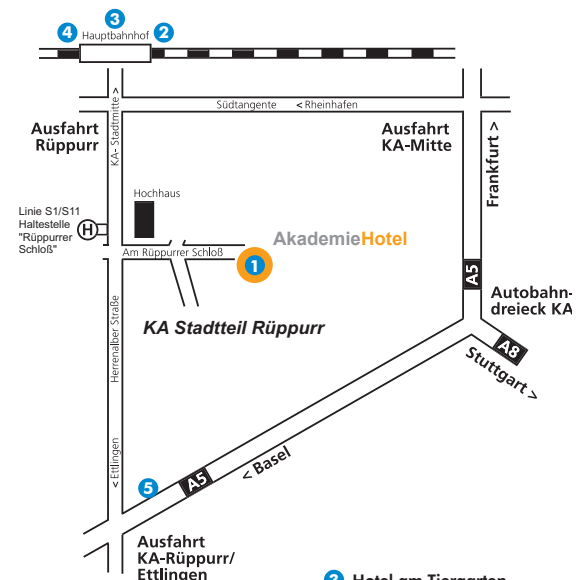 3
4 Hauptbahnhof 2
KA- Stadtmitte >
Südtangente < Rheinhafen
Ausfahrt
Rüppurr
Ausfahrt
KA-Mitte
Frankfurt >
Hochhaus
Linie S1/S11
Haltestelle
"Rüppurrer
Schloß"
H
AkademieHotel
Am Rüppurrer Schloß
1
A5
Autobahn-
dreieck KA
A8
Stuttgart >
KA Stadtteil Rüppurr
Herrenalber Straße
< Ettlingen
5
A5
< Basel
Ausfahrt
KA-Rüppurr/
Ettlingen